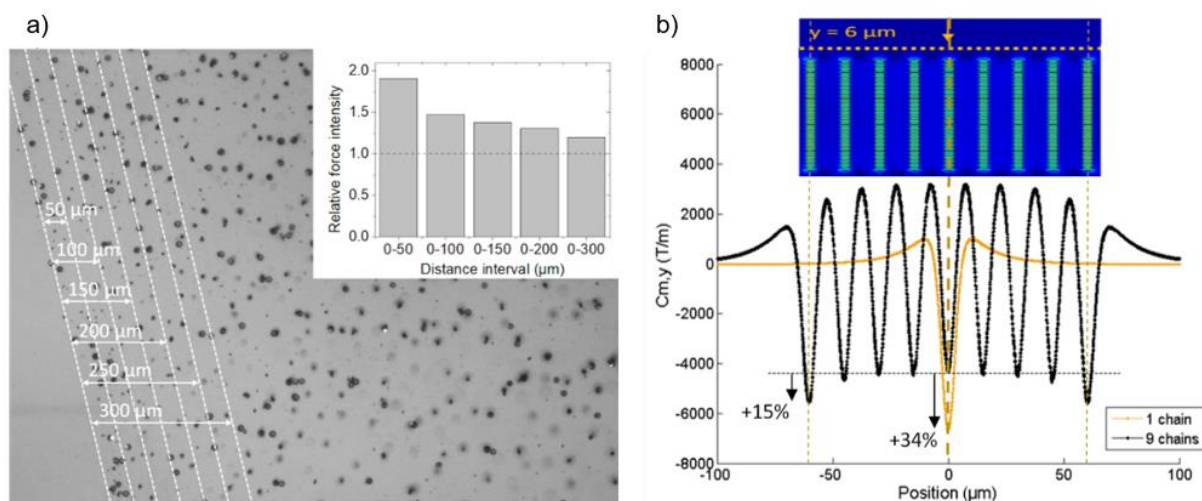 a)
50 µm
100 µm
150 µm
200 µm
250 µm
300 µm
Relative force intensity
2.0
1.5
1.0
0.5
0.0
0-50 0-100 0-150 0-200 0-300
Distance interval (µm)
b)
y = 6 µm
Cm,y (T/m)
8000
6000
4000
2000
0
-2000
-4000
-6000
-8000
+15%
+34%
1 chain
9 chains
-100 -50 0 50 100
Position (µm)